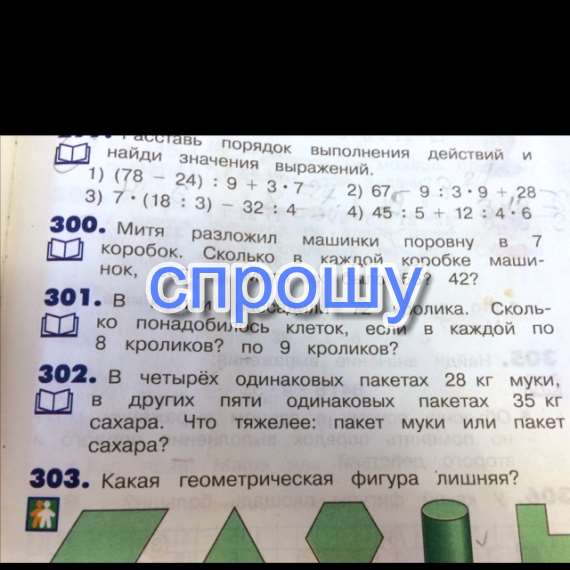 Расставь порядок выполнения действий и
найди значения выражений.
1) (78 − 24) : 9 + 3 · 7 2) 67 − 9 : 3 · 9 + 28
3) 7 · (18 : 3) − 32 : 4 4) 45 : 5 + 12 : 4 · 6
300. Митя разложил машинки поровну в 7
коробок. Сколько в каждой коробке маши-
нок, ? 42?
спрошу
301. В кролика. Сколь-
ко понадобилось клеток, если в каждой по
8 кроликов? по 9 кроликов?
302. В четырёх одинаковых пакетах 28 кг муки,
в других пяти одинаковых пакетах 35 кг
сахара. Что тяжелее: пакет муки или пакет
сахара?
303. Какая геометрическая фигура лишняя?